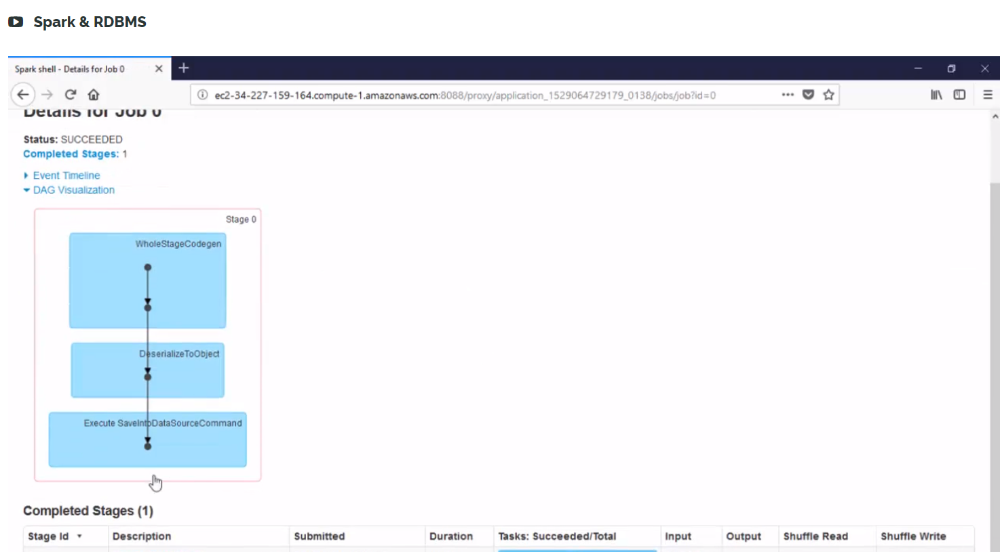 Spark & RDBMS
Spark shell - Details for Job 0
ec2-34-227-159-164.compute-1.amazonaws.com:8088/proxy/application_1529064729179_0138/jobs/job?id=0
Details for Job 0
Status: SUCCEEDED
Completed Stages: 1
Event Timeline
DAG Visualization
Stage 0
WholeStageCodegen
DeserializeToObject
Execute SaveIntoDataSourceCommand
Completed Stages (1)
Stage Id Description Submitted Duration Tasks: Succeeded/Total Input Output Shuffle Read Shuffle Write